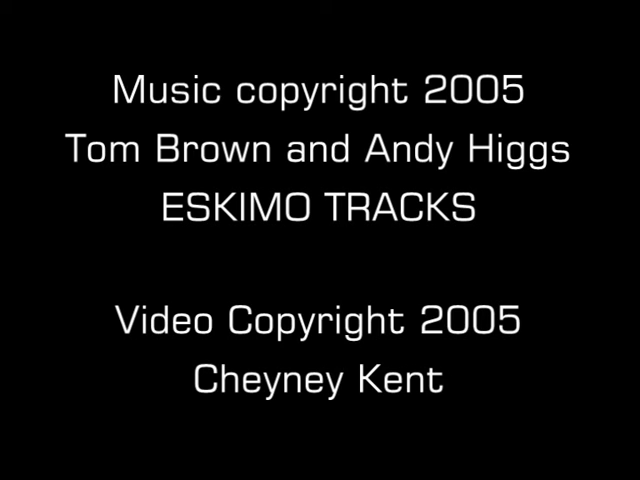 Music copyright 2005
Tom Brown and Andy Higgs
ESKIMO TRACKS
Video Copyright 2005
Cheyney Kent